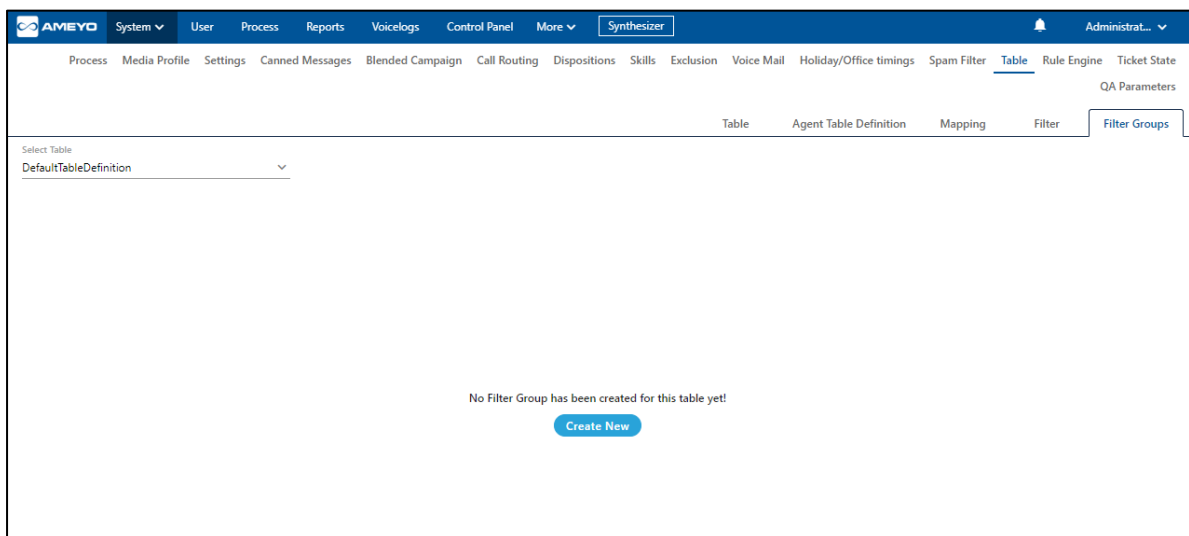 AMEYO System User Process Reports Voicelogs Control Panel More Synthesizer Administrat...
Process Media Profile Settings Canned Messages Blended Campaign Call Routing Dispositions Skills Exclusion Voice Mail Holiday/Office timings Spam Filter Table Rule Engine Ticket State
QA Parameters
Table Agent Table Definition Mapping Filter Filter Groups
Select Table
DefaultTableDefinition
No Filter Group has been created for this table yet!
Create New